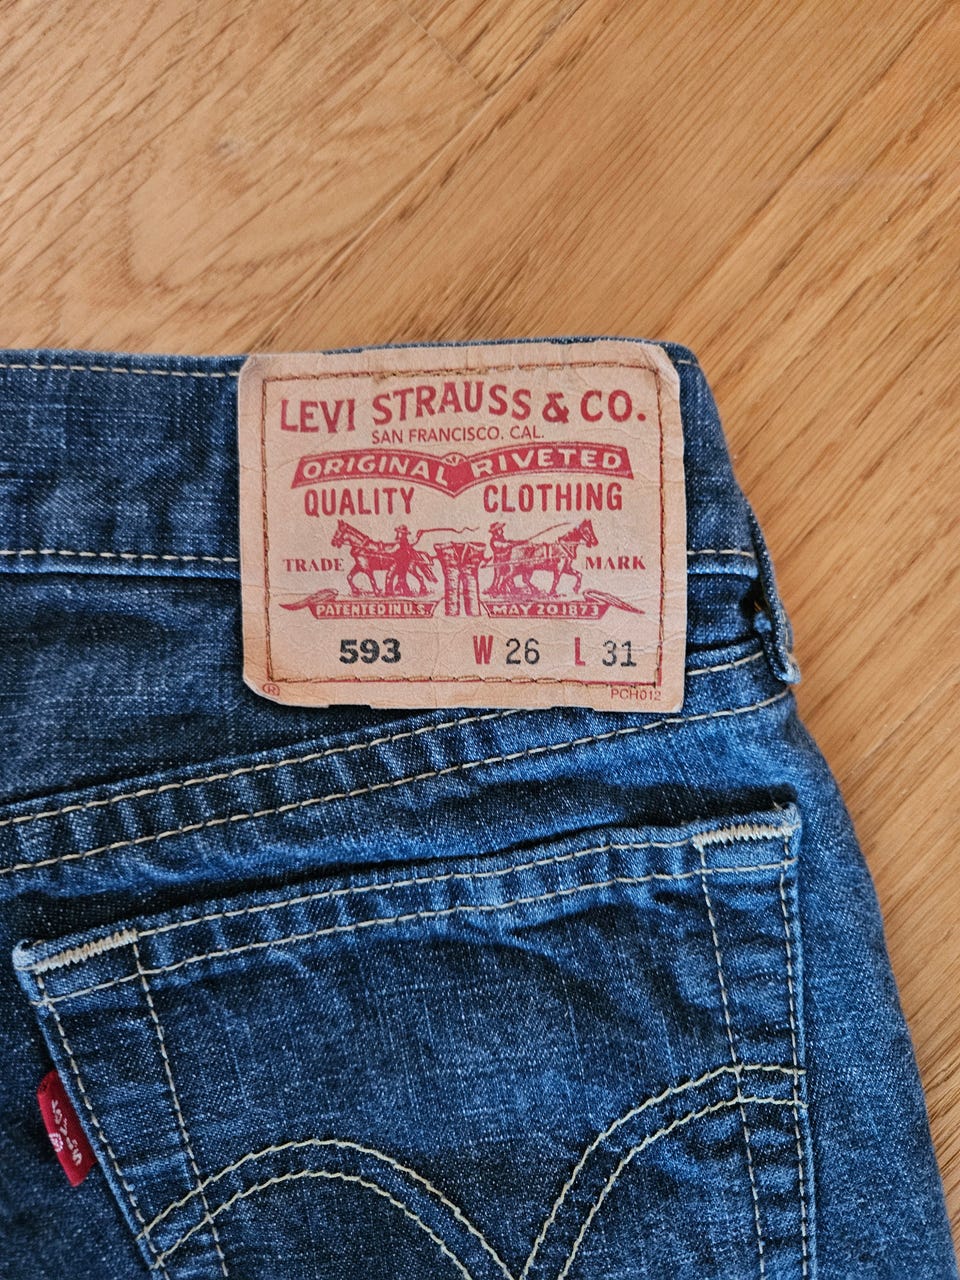 LEVI STRAUSS & CO.
SAN FRANCISCO, CAL.
ORIGINAL RIVETED
QUALITY CLOTHING
TRADE MARK
PATENTED IN U.S. MAY 20 1873
593 W 26 L 31
® PCH012
LEVI'S
®